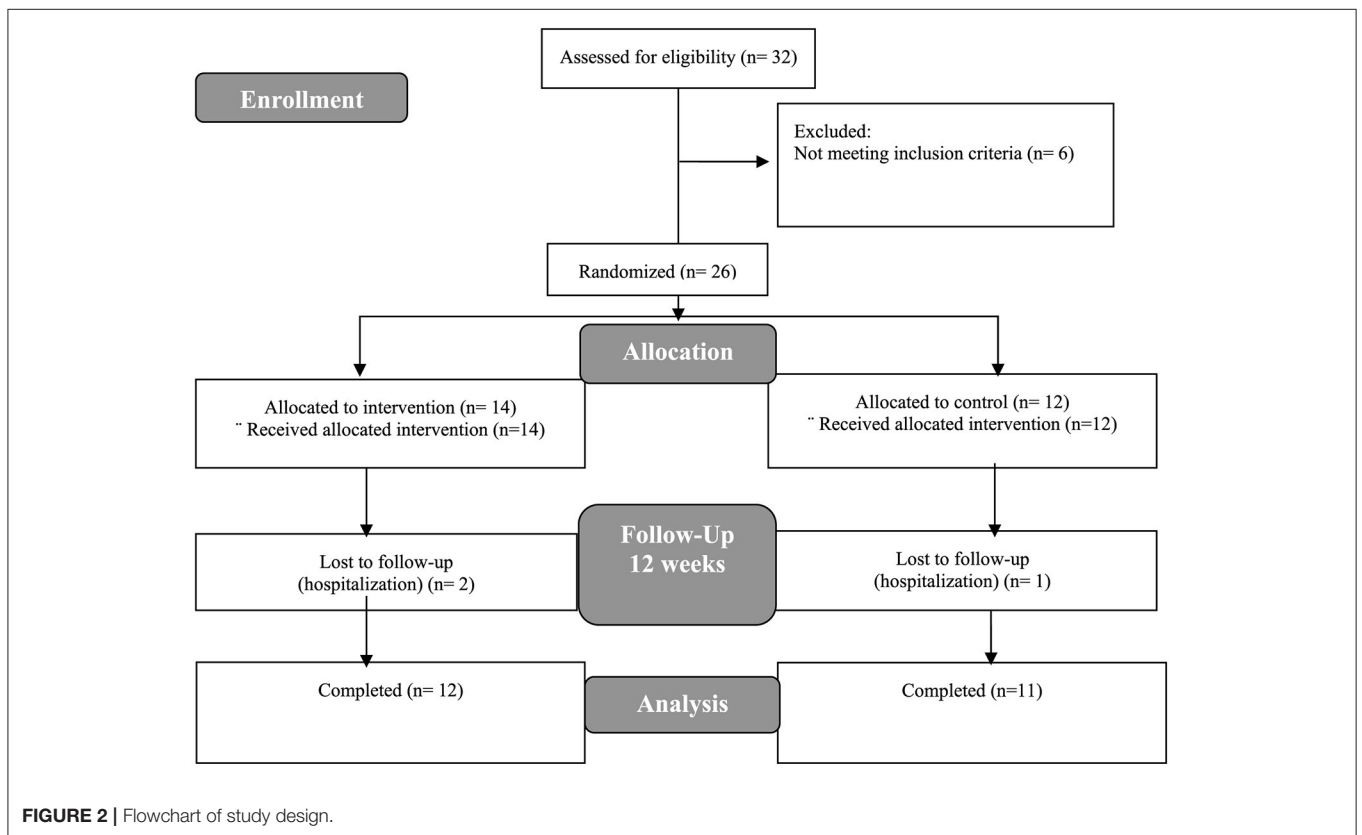 Assessed for eligibility (n= 32)
Enrollment
Excluded:
Not meeting inclusion criteria (n= 6)
Randomized (n= 26)
Allocation
Allocated to intervention (n= 14)
¨ Received allocated intervention (n=14)
Allocated to control (n= 12)
¨ Received allocated intervention (n=12)
Follow-Up
12 weeks
Lost to follow-up
(hospitalization) (n= 2)
Lost to follow-up
(hospitalization) (n= 1)
Completed (n= 12)
Analysis
Completed (n=11)
FIGURE 2 | Flowchart of study design.